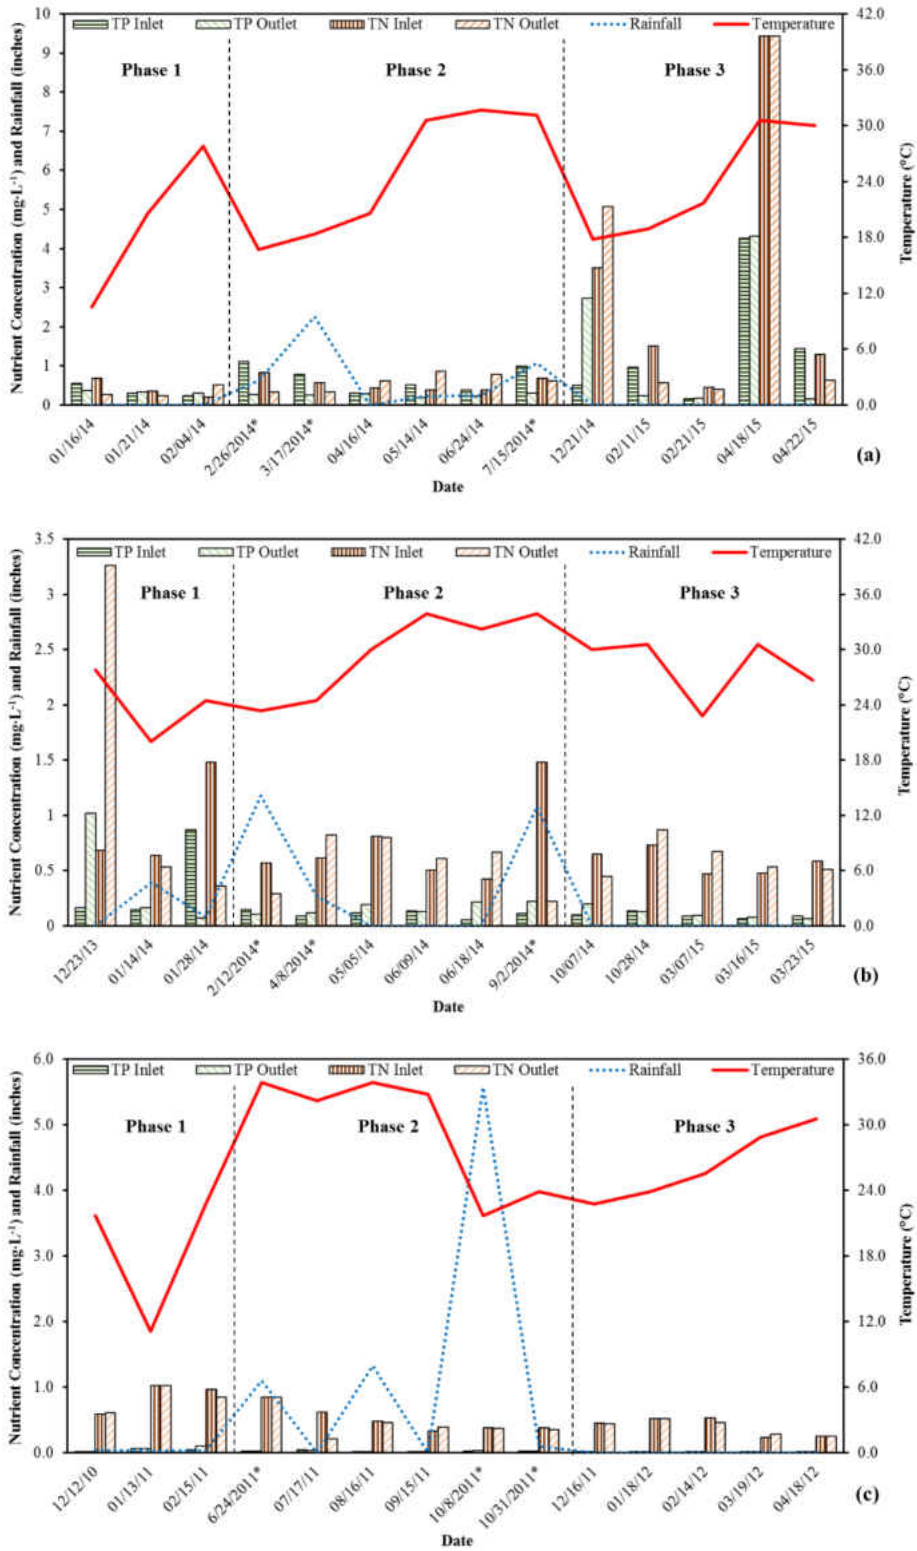 TP Inlet TP Outlet TN Inlet TN Outlet Rainfall Temperature
Phase 1 Phase 2 Phase 3
Nutrient Concentration (mg·L⁻¹) and Rainfall (inches)
10
9
8
7
6
5
4
3
2
1
0
42.0
36.0
30.0
24.0
18.0
12.0
6.0
0.0
Temperature (°C)
01/16/14 01/21/14 02/04/14 2/26/2014* 3/17/2014* 04/16/14 05/14/14 06/24/14 7/15/2014* 12/21/14 02/11/15 02/21/15 04/18/15 04/22/15
(a)
Date
TP Inlet TP Outlet TN Inlet TN Outlet Rainfall Temperature
Phase 1 Phase 2 Phase 3
Nutrient Concentration (mg·L⁻¹) and Rainfall (inches)
3.5
3
2.5
2
1.5
1
0.5
0
42.0
36.0
30.0
24.0
18.0
12.0
6.0
0.0
Temperature (°C)
12/23/13 01/14/14 01/28/14 2/12/2014* 4/8/2014* 05/05/14 06/09/14 06/18/14 9/2/2014* 10/07/14 10/28/14 03/07/15 03/16/15 03/23/15
(b)
Date
TP Inlet TP Outlet TN Inlet TN Outlet Rainfall Temperature
Phase 1 Phase 2 Phase 3
Nutrient Concentration (mg·L⁻¹) and Rainfall (inches)
6.0
5.0
4.0
3.0
2.0
1.0
0.0
36.0
30.0
24.0
18.0
12.0
6.0
0.0
Temperature (°C)
12/12/10 01/13/11 02/15/11 6/24/2011* 07/17/11 08/16/11 09/15/11 10/8/2011* 10/31/2011* 12/16/11 01/18/12 02/14/12 03/19/12 04/18/12
(c)
Date